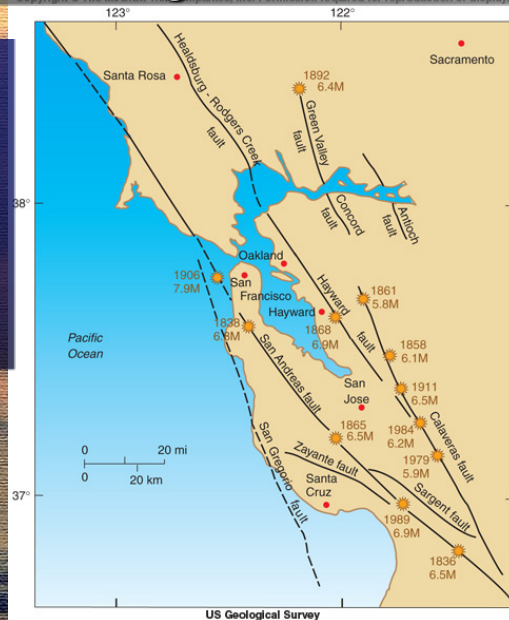 123°
122°
Sacramento
Santa Rosa
Healdsburg - Rodgers Creek
fault
1892
6.4M
Green Valley
fault
Concord
fault
Antioch
fault
38°
Oakland
1906
7.9M
San
Francisco
Hayward
Hayward
fault
1861
5.8M
1838
6.8M
1868
6.9M
1858
6.1M
Pacific
Ocean
San Andreas fault
San
Jose
1911
6.5M
1984
6.2M
Calaveras fault
1865
6.5M
1979
5.9M
0 20 mi
0 20 km
San Gregorio fault
Zayante fault
Santa
Cruz
Sargent fault
37°
1989
6.9M
1836
6.5M
US Geological Survey